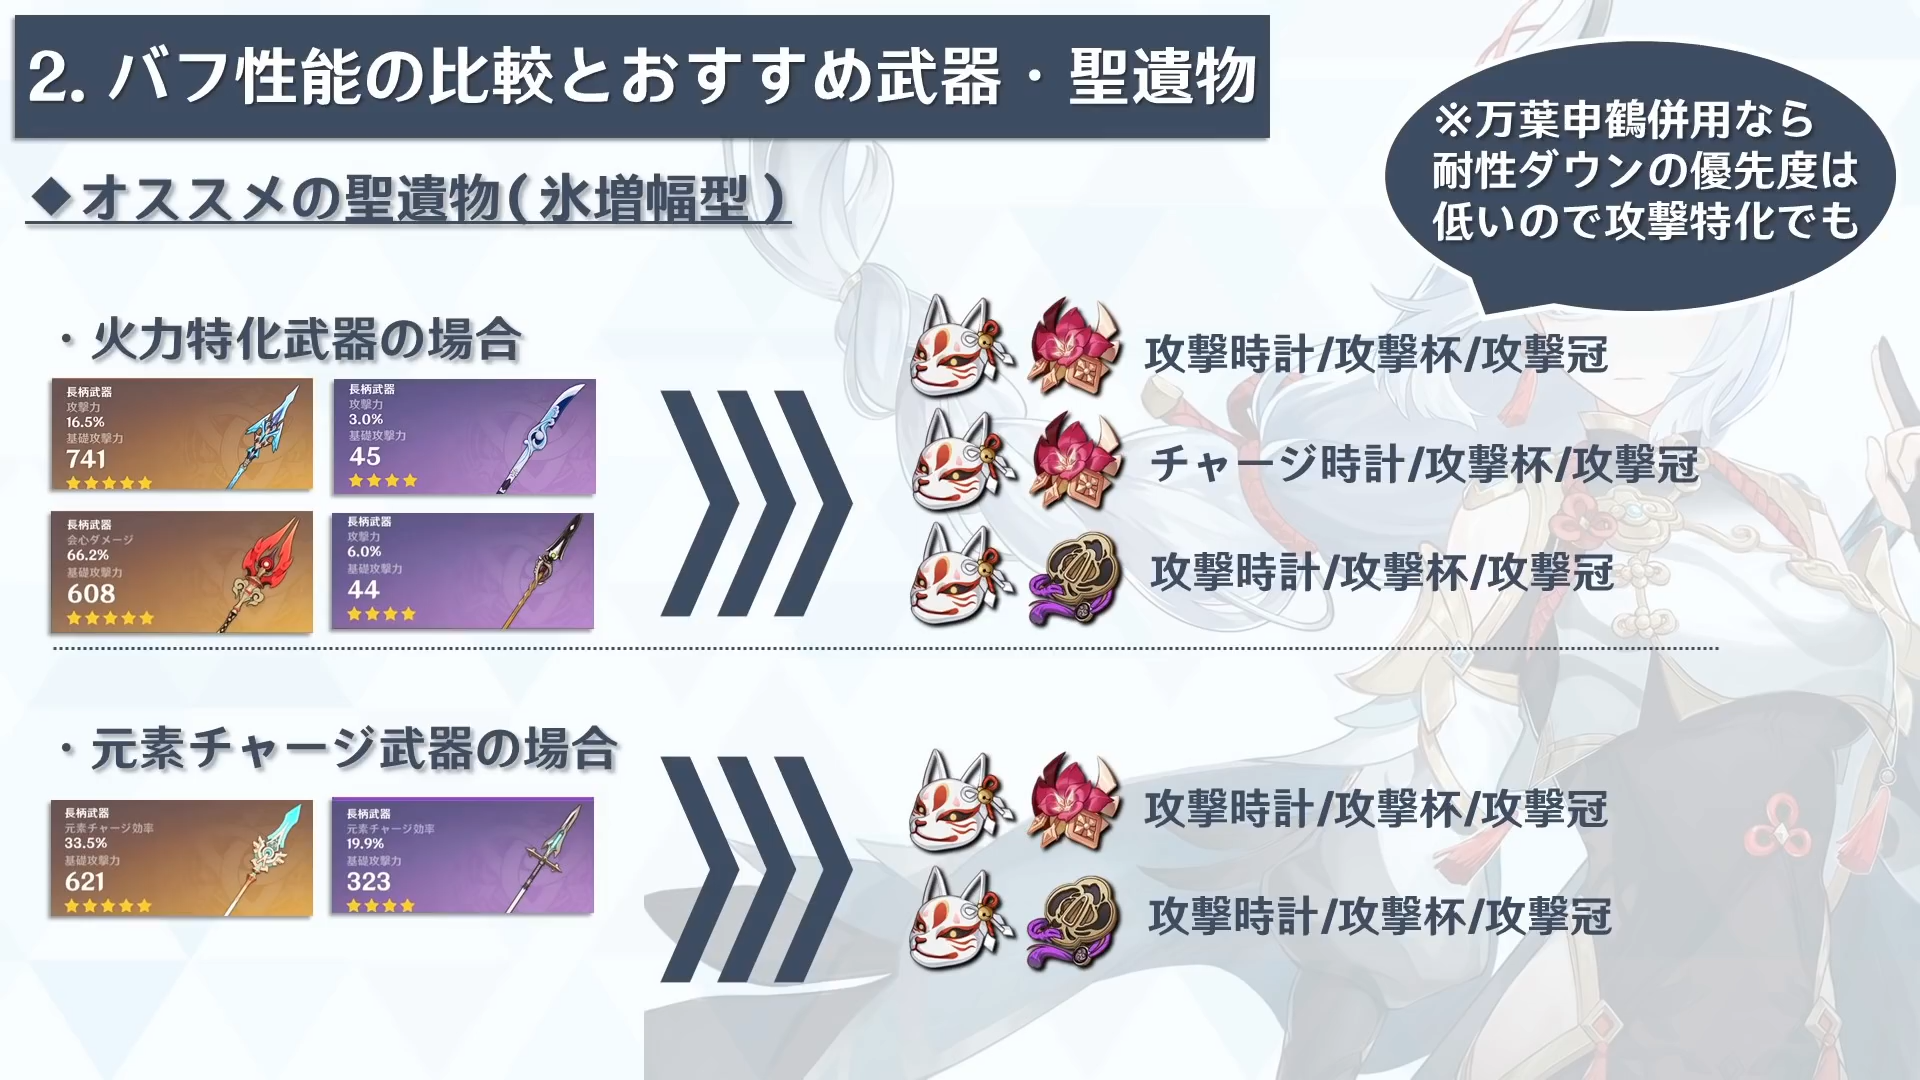 2. バフ性能の比較とおすすめ武器・聖遺物
※万葉申鶴併用なら
耐性ダウンの優先度は
低いので攻撃特化でも
◆オススメの聖遺物(氷増幅型)
・火力特化武器の場合
長柄武器
攻撃力
16.5%
基礎攻撃力
741
長柄武器
攻撃力
3.0%
基礎攻撃力
45
長柄武器
会心ダメージ
66.2%
基礎攻撃力
608
長柄武器
攻撃力
6.0%
基礎攻撃力
44
攻撃時計/攻撃杯/攻撃冠
チャージ時計/攻撃杯/攻撃冠
攻撃時計/攻撃杯/攻撃冠
・元素チャージ武器の場合
長柄武器
元素チャージ効率
33.5%
基礎攻撃力
621
長柄武器
元素チャージ効率
19.9%
基礎攻撃力
323
攻撃時計/攻撃杯/攻撃冠
攻撃時計/攻撃杯/攻撃冠